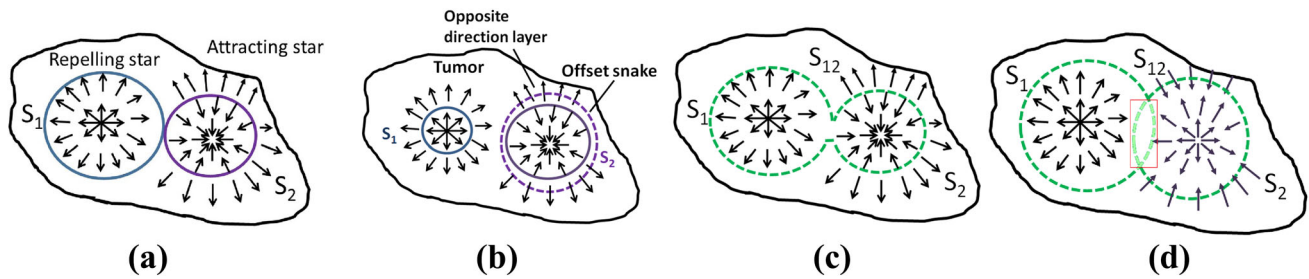 Repelling star
Attracting star
S1
S2
(a)
Opposite
direction layer
Tumor
Offset snake
S1
S2
(b)
S12
S1
S2
(c)
S1
S12
S2
(d)